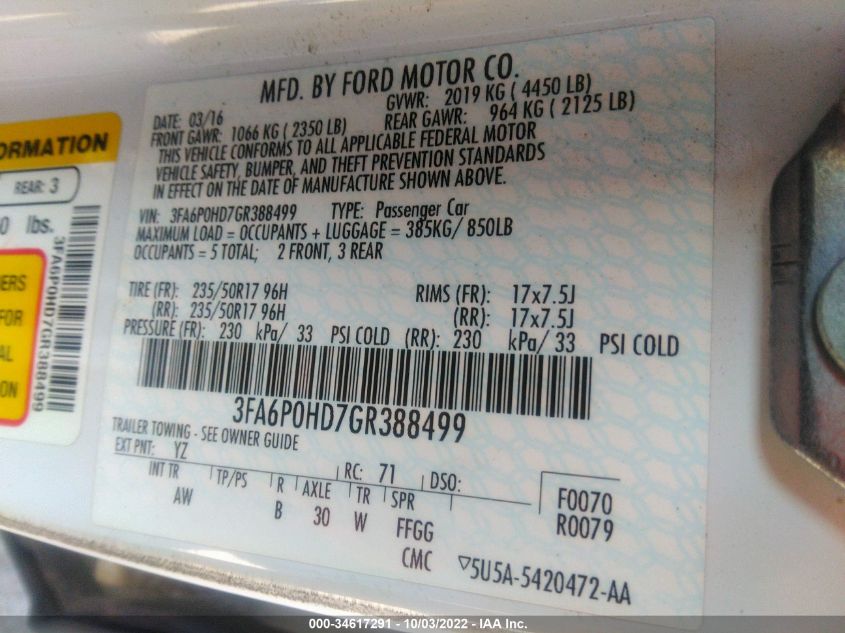 MFD. BY FORD MOTOR CO.
DATE: 03/16 GVWR: 2019 KG ( 4450 LB)
FRONT GAWR: 1066 KG ( 2350 LB) REAR GAWR: 964 KG ( 2125 LB)
THIS VEHICLE CONFORMS TO ALL APPLICABLE FEDERAL MOTOR
VEHICLE SAFETY, BUMPER, AND THEFT PREVENTION STANDARDS
IN EFFECT ON THE DATE OF MANUFACTURE SHOWN ABOVE.
VIN: 3FA6P0HD7GR388499 TYPE: Passenger Car
MAXIMUM LOAD = OCCUPANTS + LUGGAGE = 385KG/ 850LB
OCCUPANTS = 5 TOTAL; 2 FRONT, 3 REAR
TIRE (FR): 235/50R17 96H RIMS (FR): 17x7.5J
(RR): 235/50R17 96H (RR): 17x7.5J
PRESSURE (FR): 230 kPa/ 33 PSI COLD (RR): 230 kPa/ 33 PSI COLD
3FA6P0HD7GR388499
TRAILER TOWING - SEE OWNER GUIDE
EXT PNT: YZ RC: 71 DSO:
INT TR TP/PS R AXLE TR SPR F0070
AW B 30 W FFGG R0079
CMC ▽5U5A-5420472-AA
ORMATION
REAR: 3
0 lbs.
3FA6P0HD7GR388499
NERS
FOR
AL
ON
000-34617291 - 10/03/2022 - IAA Inc.